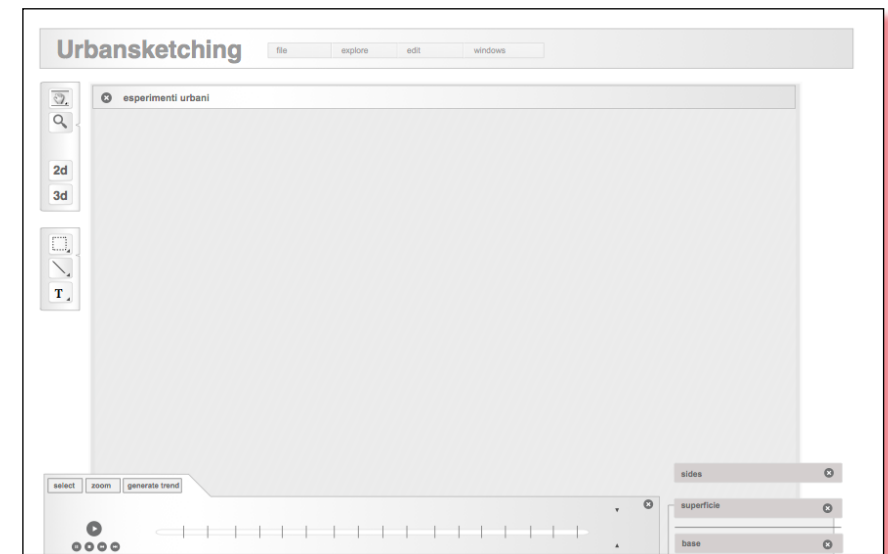 Urbansketching
file explore edit windows
esperimenti urbani
2d
3d
T
select zoom generate trend
sides
superficie
base